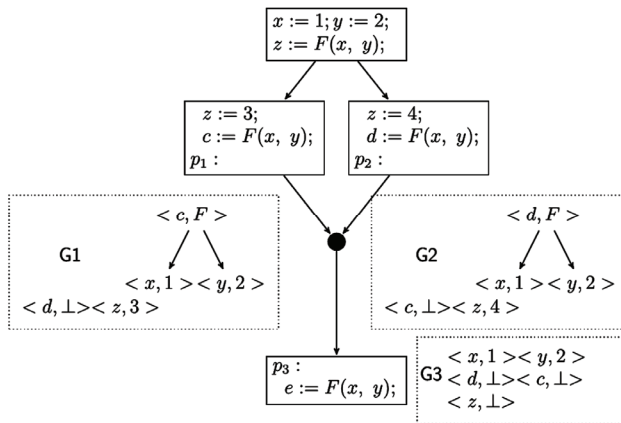 x := 1; y := 2;
z := F(x, y);
z := 3;
c := F(x, y);
p₁ :
z := 4;
d := F(x, y);
p₂ :
G1
< c, F >
< x, 1 >< y, 2 >
< d, ⊥ >< z, 3 >
G2
< d, F >
< x, 1 >< y, 2 >
< c, ⊥ >< z, 4 >
p₃ :
e := F(x, y);
G3
< x, 1 >< y, 2 >
< d, ⊥ >< c, ⊥ >
< z, ⊥ >